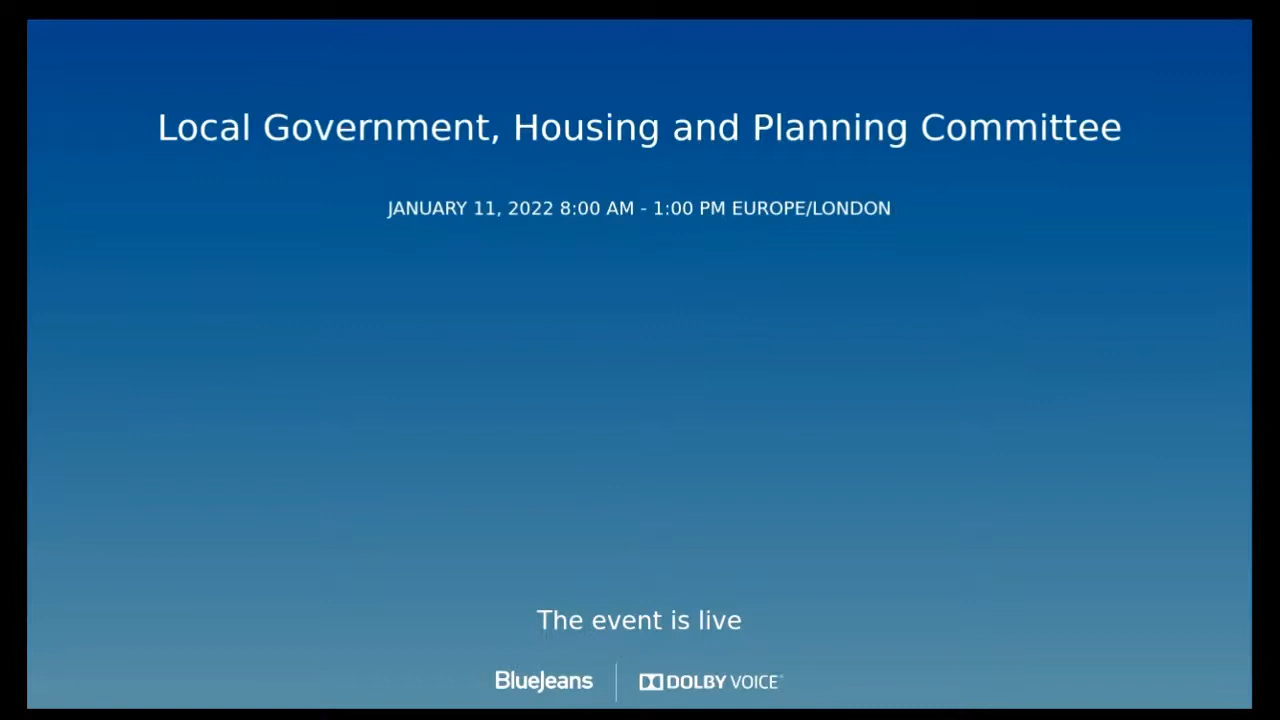 Local Government, Housing and Planning Committee
JANUARY 11, 2022 8:00 AM - 1:00 PM EUROPE/LONDON
The event is live
BlueJeans
DOLBY VOICE